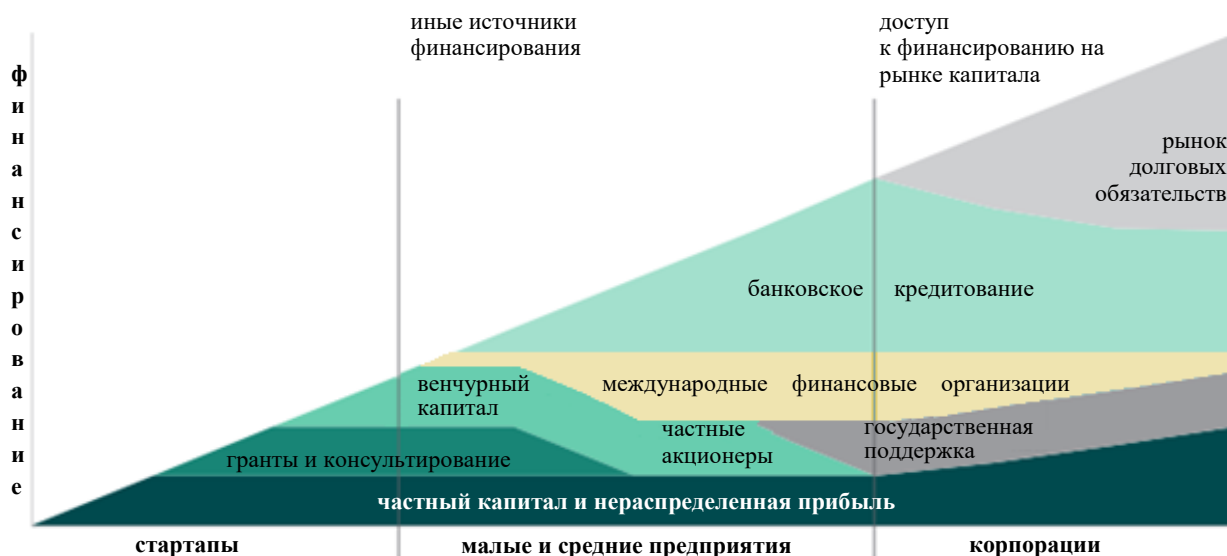 иные источники
финансирования
доступ
к финансированию на
рынке капитала
финансирование
рынок
долговых
обязательств
банковское кредитование
венчурный
капитал
международные финансовые организации
частные
акционеры
государственная
поддержка
гранты и консультирование
частный капитал и нераспределенная прибыль
стартапы
малые и средние предприятия
корпорации